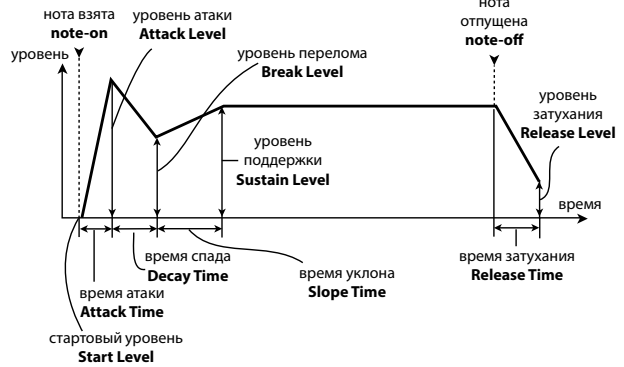 нота взята
note-on
уровень атаки
Attack Level
нота
отпущена
note-off
уровень
уровень перелома
Break Level
уровень
затухания
Release Level
уровень
поддержки
Sustain Level
время
время спада
Decay Time
время уклона
Slope Time
время затухания
Release Time
время атаки
Attack Time
стартовый уровень
Start Level